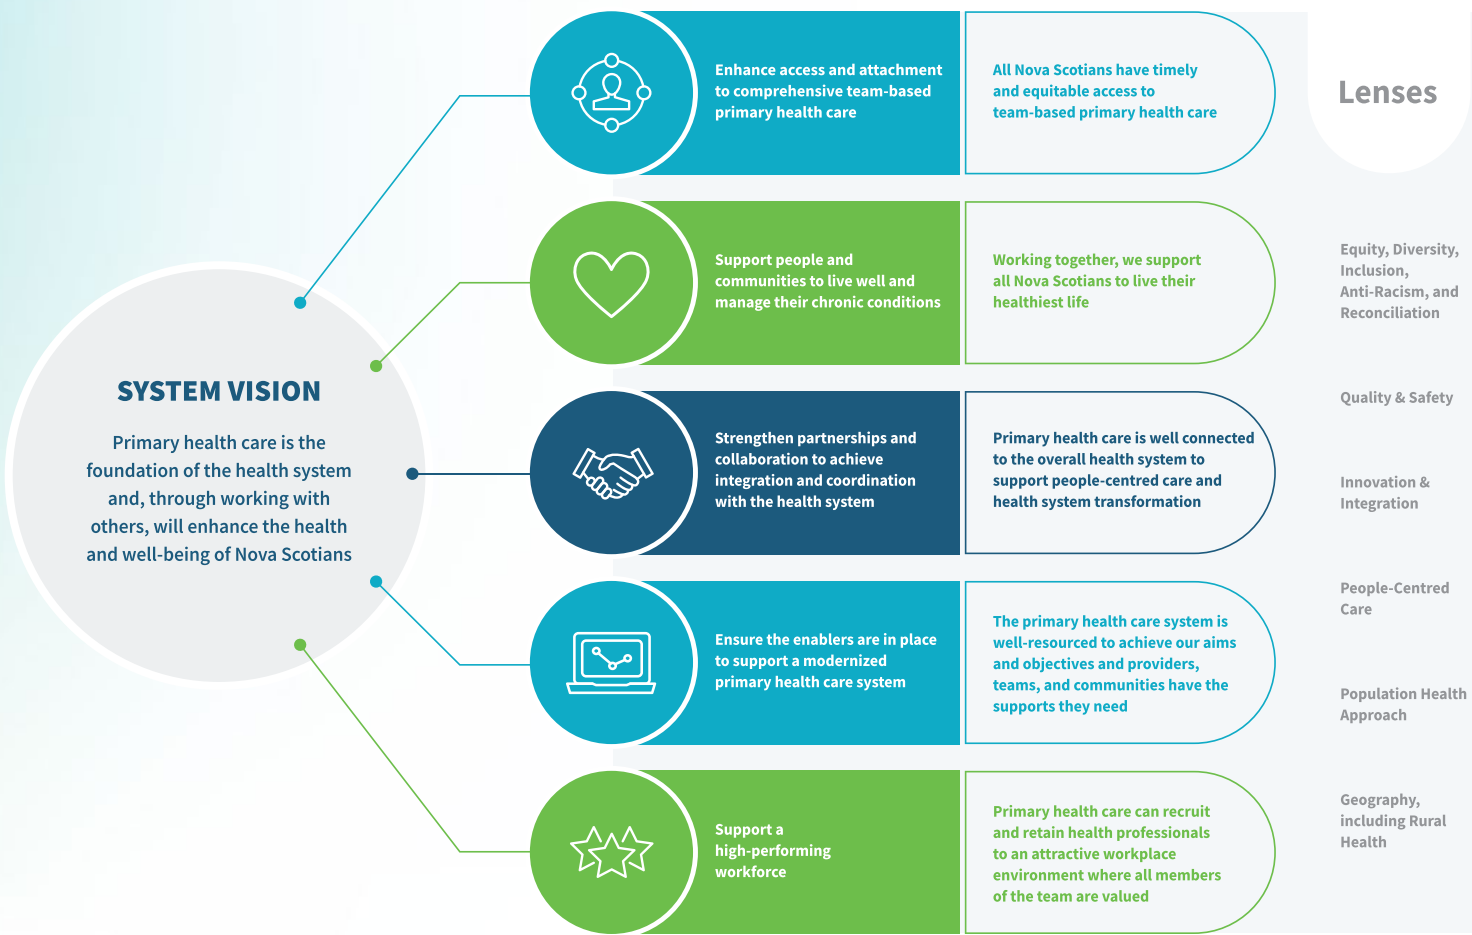 SYSTEM VISION
Primary health care is the
foundation of the health system
and, through working with
others, will enhance the health
and well-being of Nova Scotians
Enhance access and attachment
to comprehensive team-based
primary health care
All Nova Scotians have timely
and equitable access to
team-based primary health care
Support people and
communities to live well and
manage their chronic conditions
Working together, we support
all Nova Scotians to live their
healthiest life
Strengthen partnerships and
collaboration to achieve
integration and coordination
with the health system
Primary health care is well connected
to the overall health system to
support people-centred care and
health system transformation
Ensure the enablers are in place
to support a modernized
primary health care system
The primary health care system is
well-resourced to achieve our aims
and objectives and providers,
teams, and communities have the
supports they need
Support a
high-performing
workforce
Primary health care can recruit
and retain health professionals
to an attractive workplace
environment where all members
of the team are valued
Lenses
Equity, Diversity,
Inclusion,
Anti-Racism, and
Reconciliation
Quality & Safety
Innovation &
Integration
People-Centred
Care
Population Health
Approach
Geography,
including Rural
Health